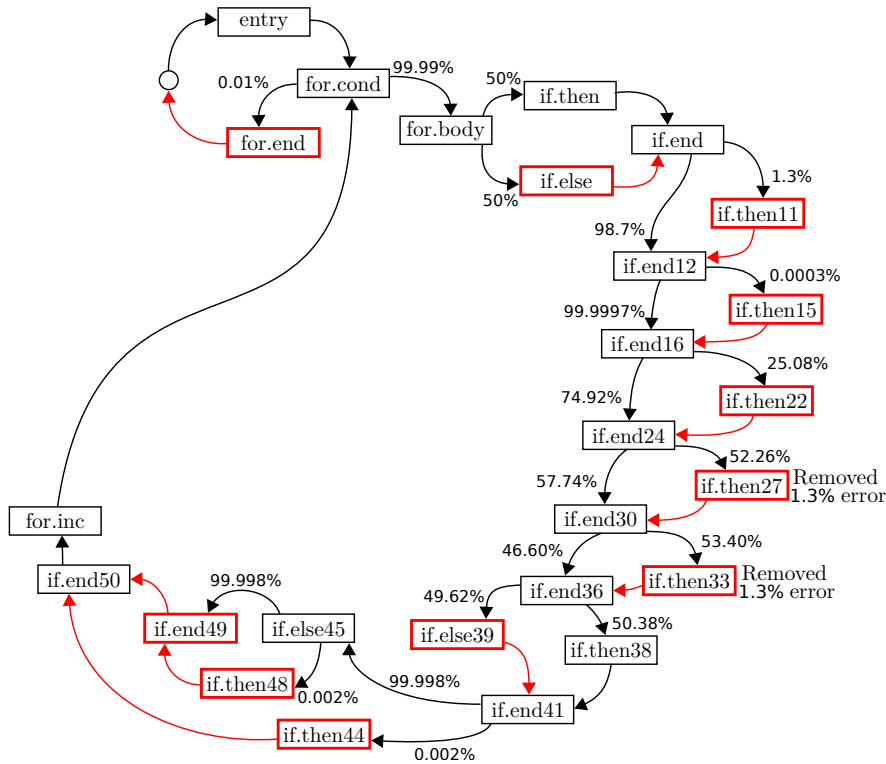 entry
for.cond
99.99%
0.01%
50%
if.then
for.body
for.end
if.end
if.else
50%
1.3%
if.then11
98.7%
if.end12
0.0003%
if.then15
99.9997%
if.end16
25.08%
74.92%
if.then22
if.end24
52.26%
57.74%
if.then27
Removed
1.3% error
if.end30
for.inc
53.40%
46.60%
if.then33
Removed
1.3% error
if.end50
99.998%
if.end36
49.62%
if.end49
if.else45
if.else39
50.38%
if.then38
if.then48
0.002%
99.998%
if.end41
if.then44
0.002%